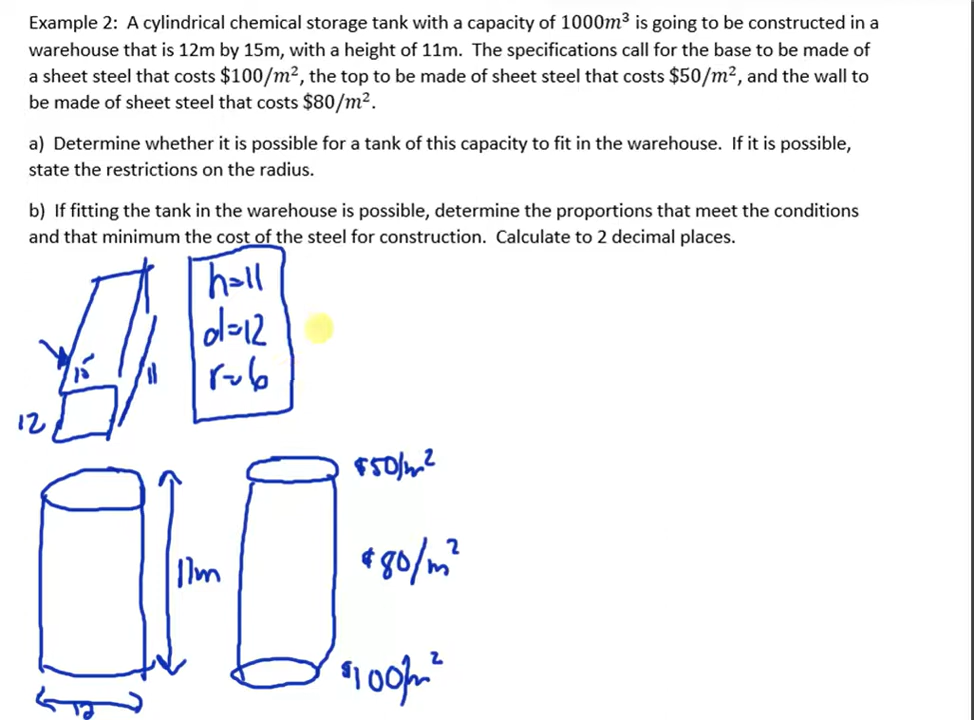 Example 2: A cylindrical chemical storage tank with a capacity of 1000m³ is going to be constructed in a
warehouse that is 12m by 15m, with a height of 11m. The specifications call for the base to be made of
a sheet steel that costs $100/m², the top to be made of sheet steel that costs $50/m², and the wall to
be made of sheet steel that costs $80/m².
a) Determine whether it is possible for a tank of this capacity to fit in the warehouse. If it is possible,
state the restrictions on the radius.
b) If fitting the tank in the warehouse is possible, determine the proportions that meet the conditions
and that minimum the cost of the steel for construction. Calculate to 2 decimal places.
h=11
d=12
r=6
15
11
12
$50/m²
11m
$80/m²
$100/m²
12